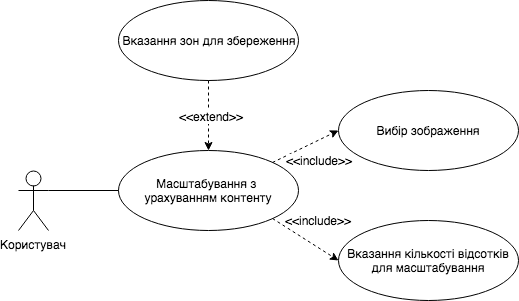 Вказання зон для збереження
<<extend>>
Вибір зображення
<<include>>
Масштабування з
урахуванням контенту
<<include>>
Користувач
Вказання кількості відсотків
для масштабування